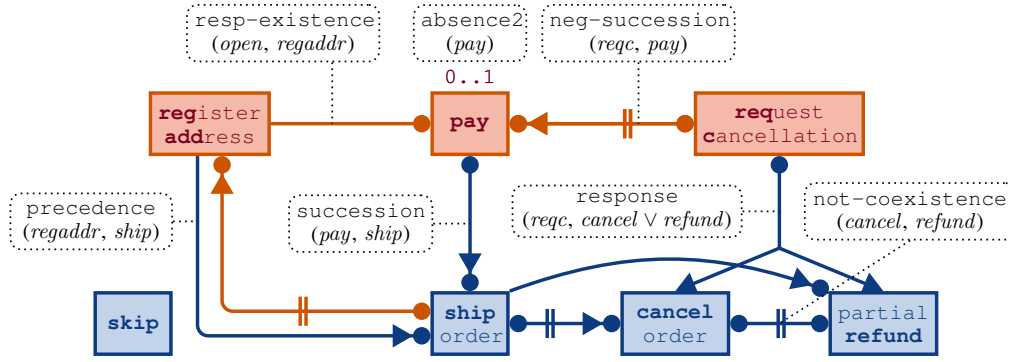 resp-existence
(open, regaddr)
absence2
(pay)
neg-succession
(reqc, pay)
0..1
register
address
pay
request
cancellation
precedence
(regaddr, ship)
succession
(pay, ship)
response
(reqc, cancel ∨ refund)
not-coexistence
(cancel, refund)
skip
ship
order
cancel
order
partial
refund